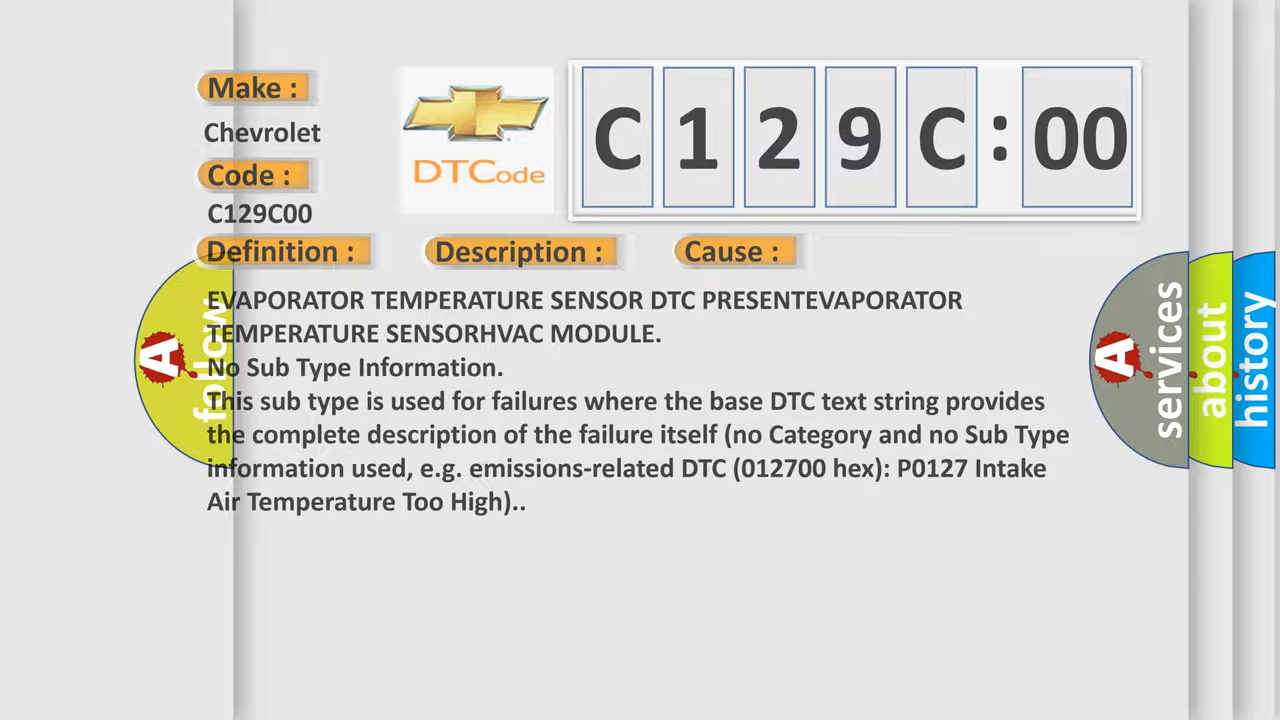 Make :
Chevrolet
Code :
C129C00
DTCode
C129C:00
Definition :
Description :
Cause :
EVAPORATOR TEMPERATURE SENSOR DTC PRESENTEVAPORATOR
TEMPERATURE SENSORHVAC MODULE.
No Sub Type Information.
This sub type is used for failures where the base DTC text string provides
the complete description of the failure itself (no Category and no Sub Type
information used, e.g. emissions-related DTC (012700 hex): P0127 Intake
Air Temperature Too High)..
A
follow
A
services
about
history